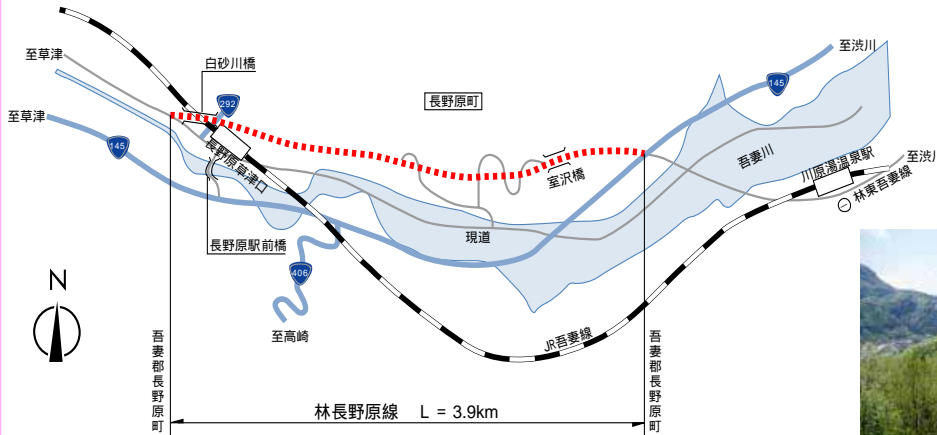 至草津
白砂川橋
292
長野原町
145
至渋川
至草津
145
長野原草津口
室沢橋
吾妻川
川原湯温泉駅
至渋川
林東吾妻線
長野原駅前橋
現道
406
N
至高崎
JR吾妻線
吾妻郡長野原町
吾妻郡長野原町
林長野原線 L = 3.9km